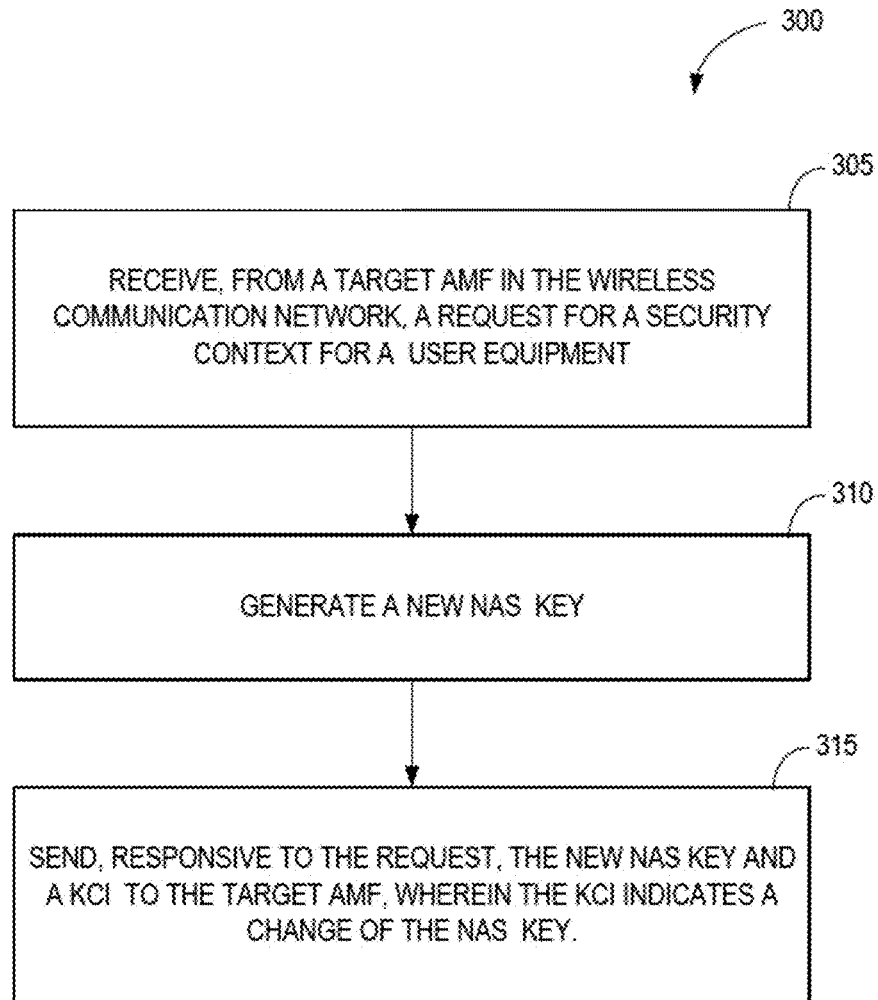 300
305
RECEIVE, FROM A TARGET AMF IN THE WIRELESS
COMMUNICATION NETWORK, A REQUEST FOR A SECURITY
CONTEXT FOR A USER EQUIPMENT
310
GENERATE A NEW NAS KEY
315
SEND, RESPONSIVE TO THE REQUEST, THE NEW NAS KEY AND
A KCI TO THE TARGET AMF, WHEREIN THE KCI INDICATES A
CHANGE OF THE NAS KEY.